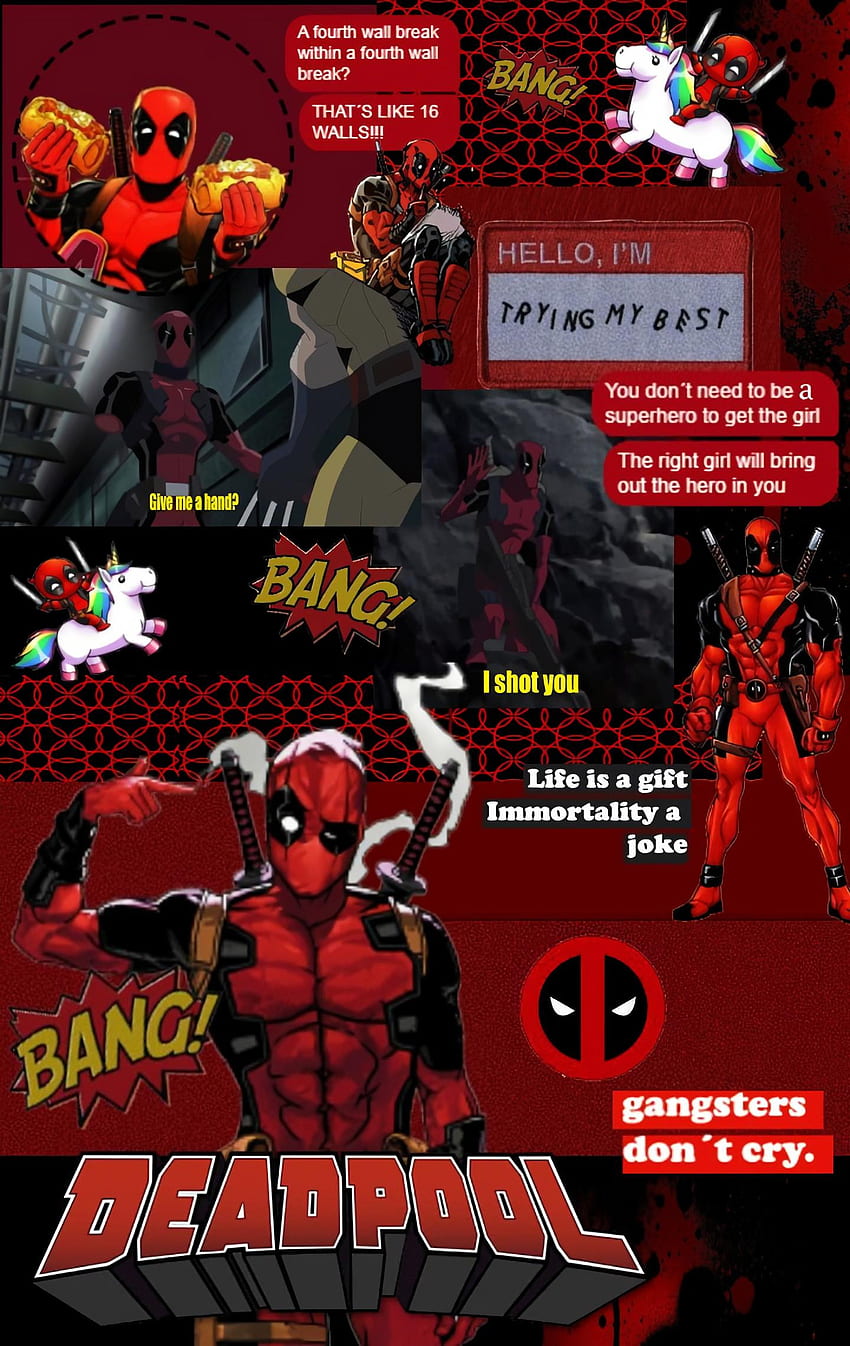 A fourth wall break
within a fourth wall
break?
THAT´S LIKE 16
WALLS!!!
BANG!
HELLO, I'M
TRYING MY BEST
You don´t need to be a
superhero to get the girl
The right girl will bring
out the hero in you
Give me a hand?
BANG!
I shot you
Life is a gift
Immortality a
joke
BANG!
gangsters
don´t cry.
DEADPOOL